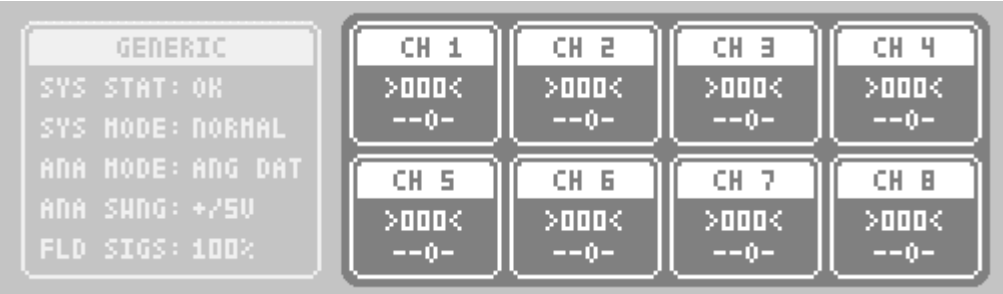 GENERIC
SYS STAT: OK
SYS MODE: NORMAL
ANA MODE: ANG DAT
ANA SWNG: +/5V
FLD SIGS: 100%
CH 1
>000<
--0-
CH 2
>000<
--0-
CH 3
>000<
--0-
CH 4
>000<
--0-
CH 5
>000<
--0-
CH 6
>000<
--0-
CH 7
>000<
--0-
CH 8
>000<
--0-